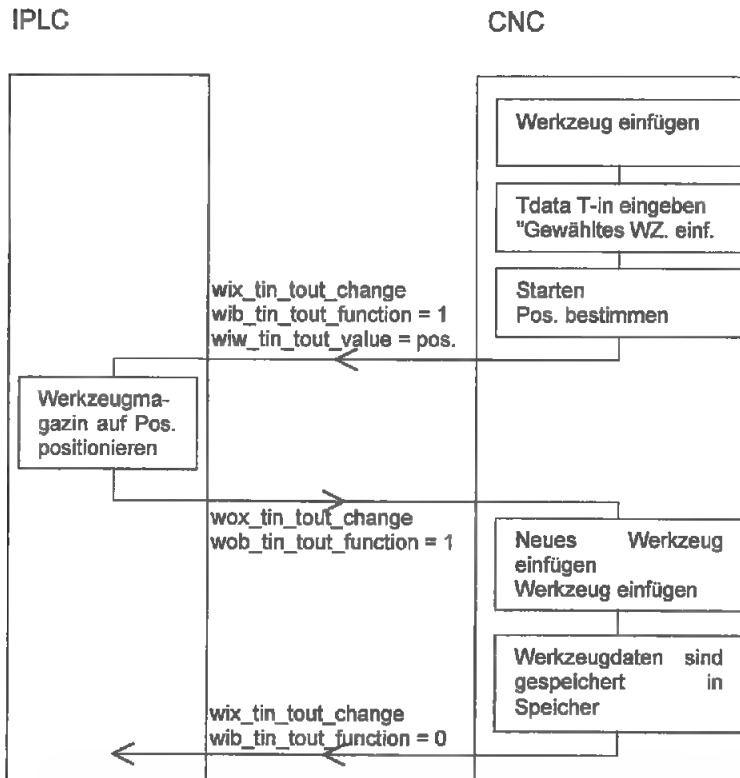 IPLC
CNC
Werkzeug einfügen
Tdata T-in eingeben
"Gewähltes WZ. einf.
Starten
Pos. bestimmen
wix_tin_tout_change
wib_tin_tout_function = 1
wiw_tin_tout_value = pos.
Werkzeugma-
gazin auf Pos.
positionieren
wox_tin_tout_change
wob_tin_tout_function = 1
Neues Werkzeug
einfügen
Werkzeug einfügen
Werkzeugdaten sind
gespeichert in
Speicher
wix_tin_tout_change
wib_tin_tout_function = 0